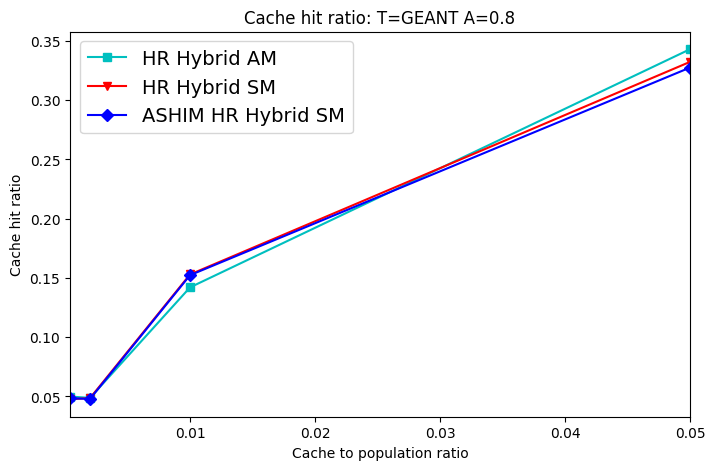 Cache hit ratio: T=GEANT A=0.8
HR Hybrid AM
HR Hybrid SM
ASHIM HR Hybrid SM
Cache hit ratio
0.35
0.30
0.25
0.20
0.15
0.10
0.05
0.01 0.02 0.03 0.04 0.05
Cache to population ratio